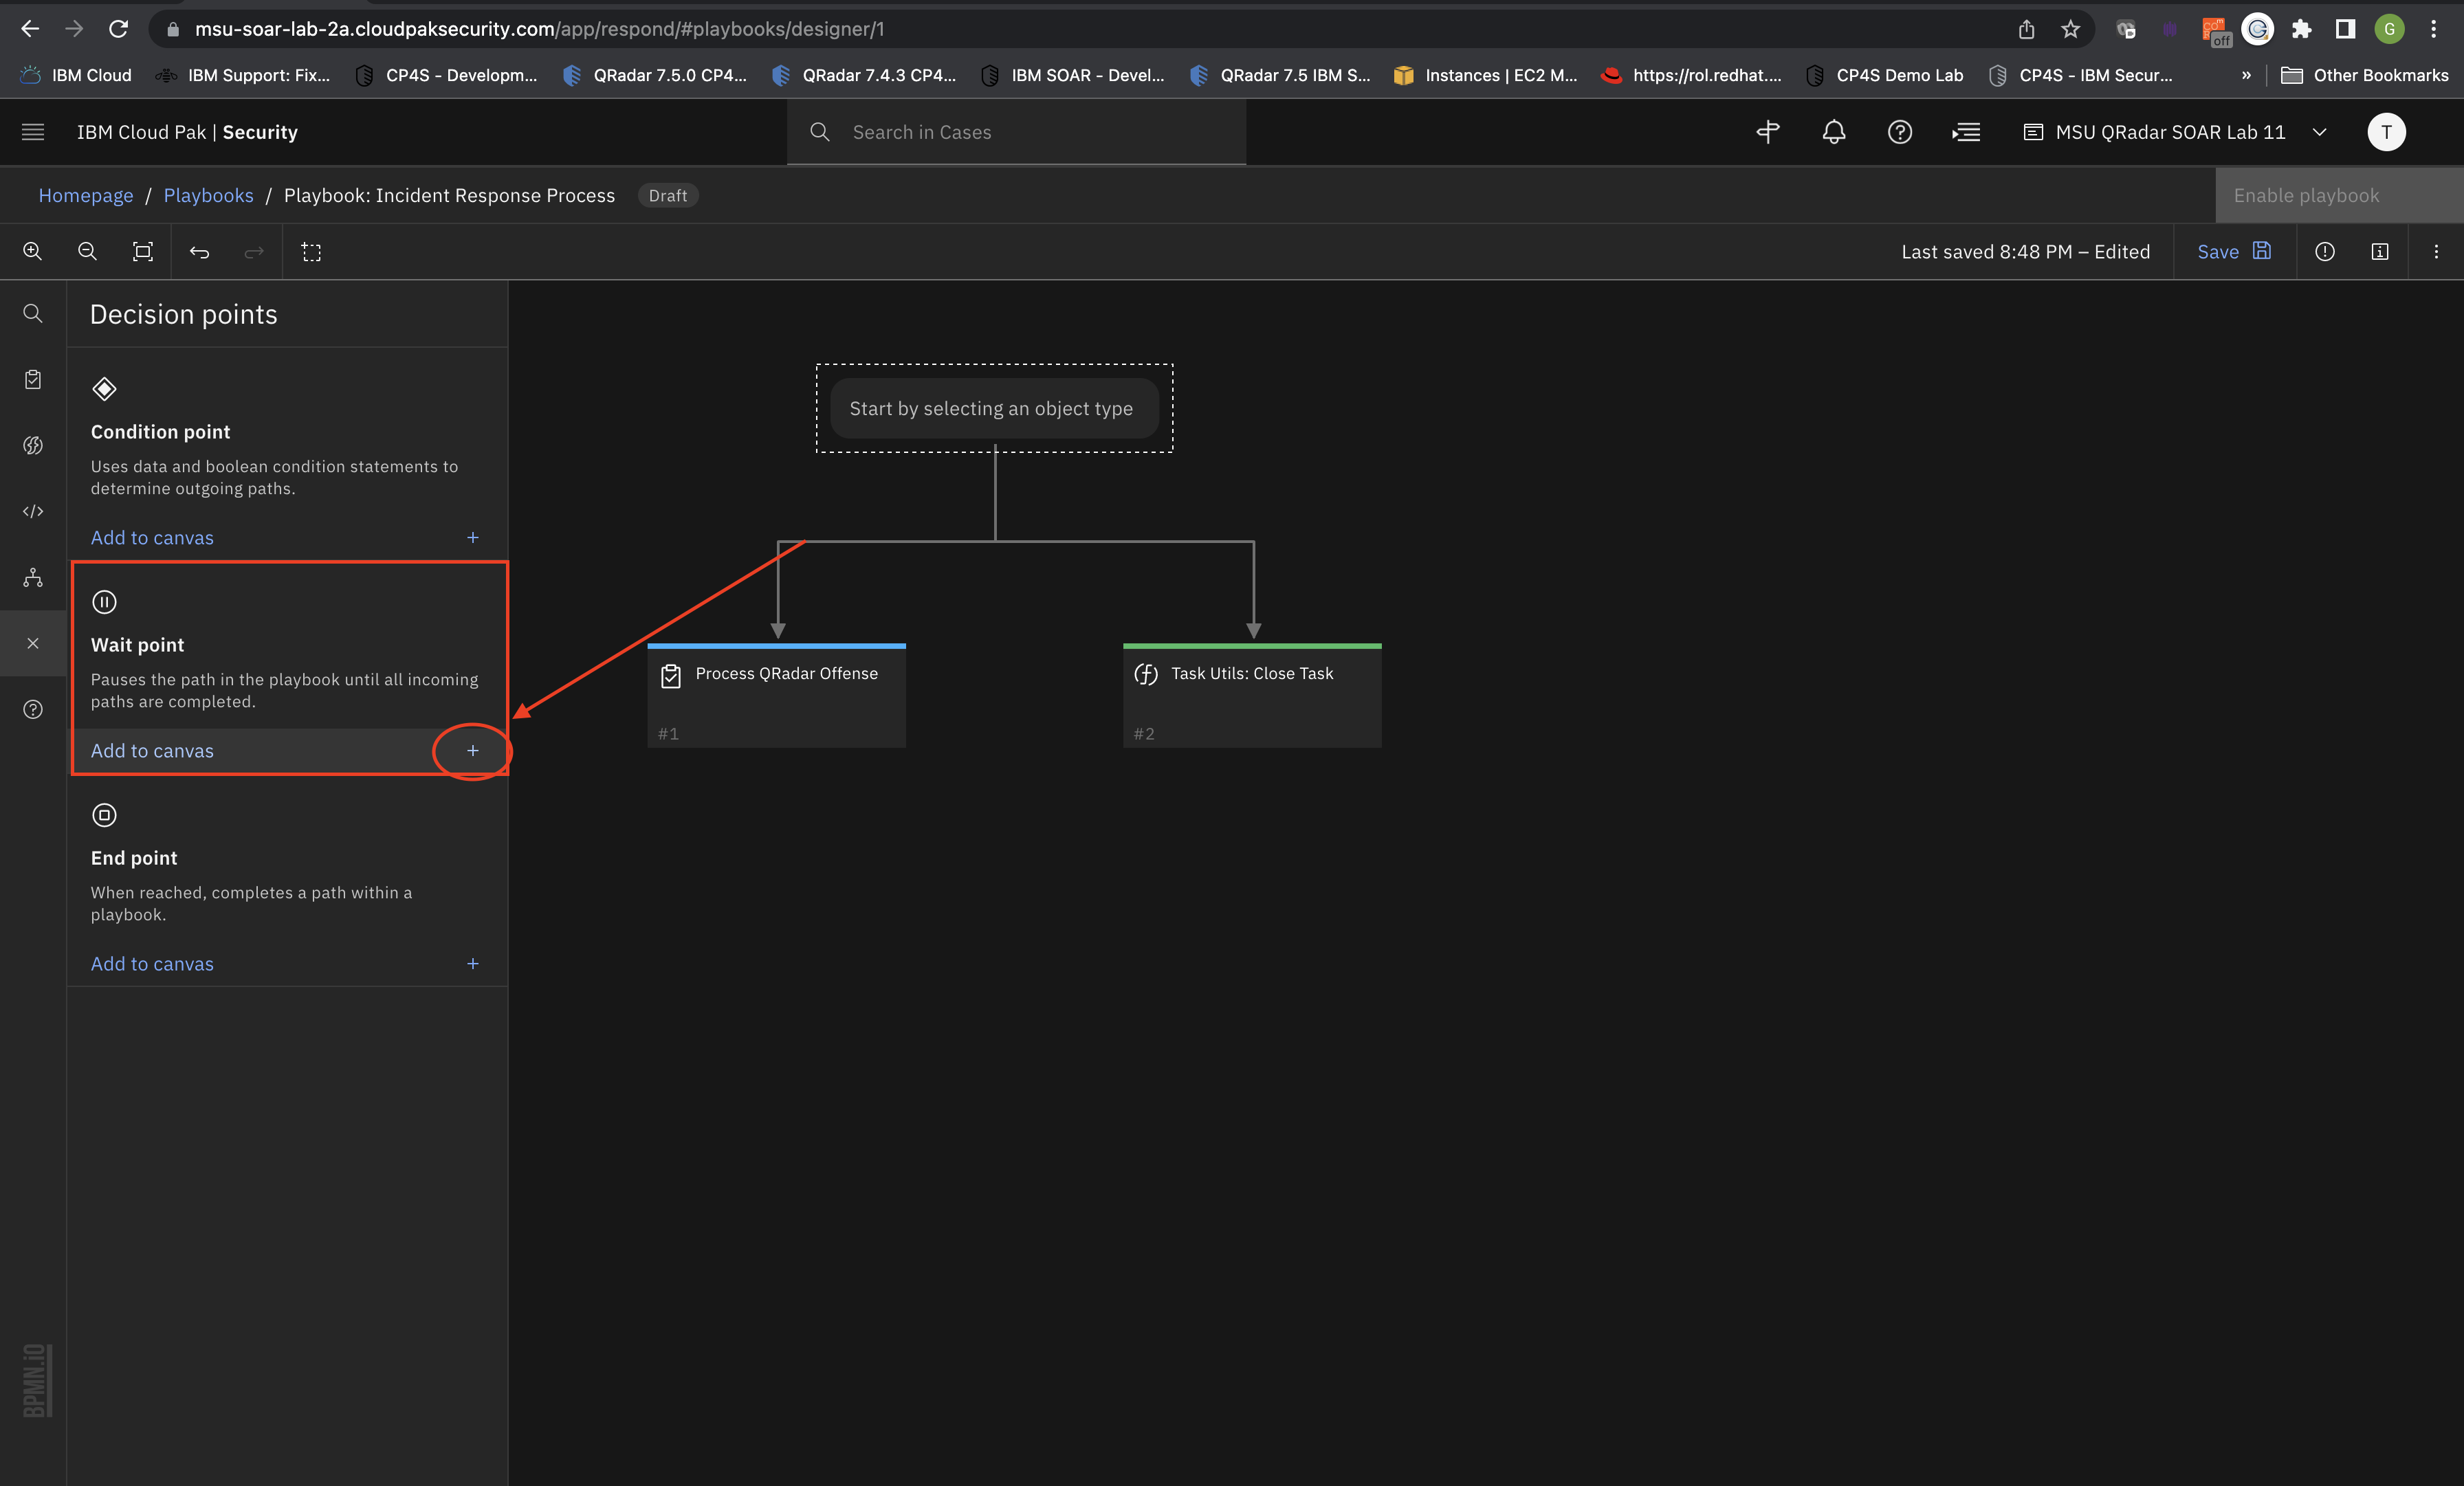 msu-soar-lab-2a.cloudpaksecurity.com/app/respond/#playbooks/designer/1
off
G
IBM Cloud
IBM Support: Fix...
CP4S - Developm...
QRadar 7.5.0 CP4...
QRadar 7.4.3 CP4...
IBM SOAR - Devel...
QRadar 7.5 IBM S...
Instances | EC2 M...
https://rol.redhat....
CP4S Demo Lab
CP4S - IBM Secur...
»
Other Bookmarks
IBM Cloud Pak | Security
Search in Cases
MSU QRadar SOAR Lab 11
T
Homepage / Playbooks / Playbook: Incident Response Process
Draft
Enable playbook
Last saved 8:48 PM – Edited
Save
Decision points
Condition point
Uses data and boolean condition statements to
determine outgoing paths.
Add to canvas +
Wait point
Pauses the path in the playbook until all incoming
paths are completed.
Add to canvas +
End point
When reached, completes a path within a
playbook.
Add to canvas +
Start by selecting an object type
Process QRadar Offense
#1
Task Utils: Close Task
#2
BPMN.iO